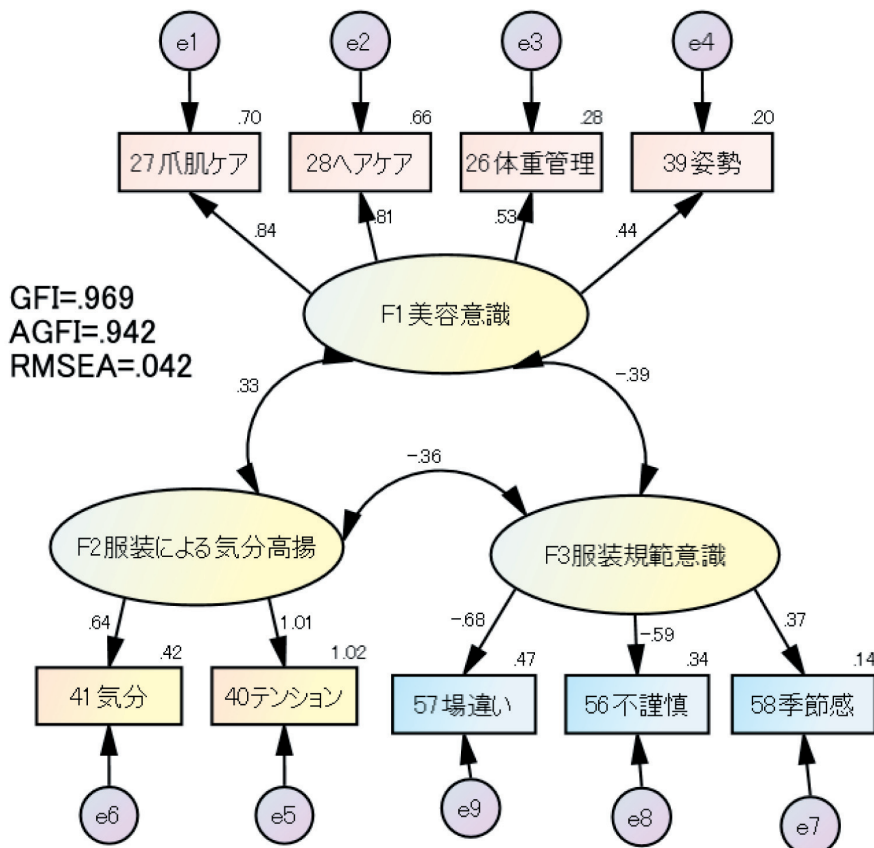 e1
e2
e3
e4
.70
.66
.28
.20
27爪肌ケア
28ヘアケア
26体重管理
39姿勢
.84
.81
.53
.44
F1美容意識
GFI=.969
AGFI=.942
RMSEA=.042
.33
-.39
-.36
F2服装による気分高揚
F3服装規範意識
.64
1.01
-.68
-.59
.37
.42
1.02
.47
.34
.14
41気分
40テンション
57場違い
56不謹慎
58季節感
e6
e5
e9
e8
e7